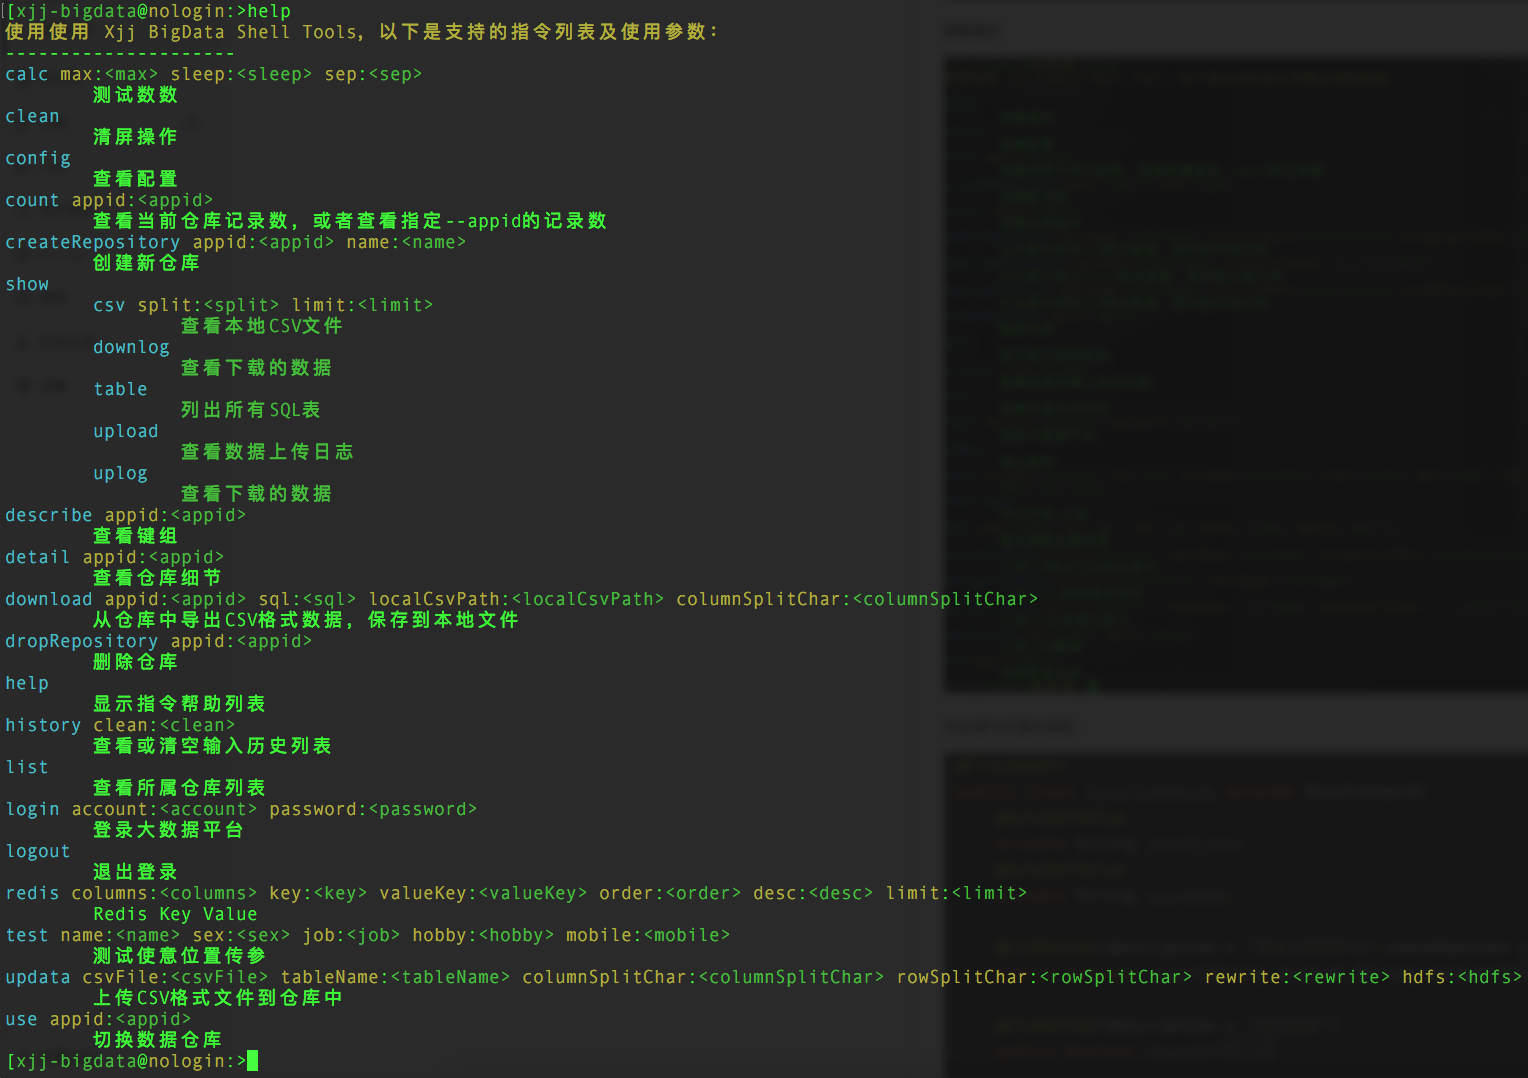 [[xjj-bigdata@nologin:>help
使用使用 Xjj BigData Shell Tools, 以下是支持的指令列表及使用参数:
---------------------
calc max:<max> sleep:<sleep> sep:<sep>
测试数数
clean
清屏操作
config
查看配置
count appid:<appid>
查看当前仓库记录数, 或者查看指定--appid的记录数
createRepository appid:<appid> name:<name>
创建新仓库
show
csv split:<split> limit:<limit>
查看本地CSV文件
downlog
查看下载的数据
table
列出所有SQL表
upload
查看数据上传日志
uplog
查看下载的数据
describe appid:<appid>
查看键组
detail appid:<appid>
查看仓库细节
download appid:<appid> sql:<sql> localCsvPath:<localCsvPath> columnSplitChar:<columnSplitChar>
从仓库中导出CSV格式数据, 保存到本地文件
dropRepository appid:<appid>
删除仓库
help
显示指令帮助列表
history clean:<clean>
查看或清空输入历史列表
list
查看所属仓库列表
login account:<account> password:<password>
登录大数据平台
logout
退出登录
redis columns:<columns> key:<key> valueKey:<valueKey> order:<order> desc:<desc> limit:<limit>
Redis Key Value
test name:<name> sex:<sex> job:<job> hobby:<hobby> mobile:<mobile>
测试使意位置传参
updata csvFile:<csvFile> tableName:<tableName> columnSplitChar:<columnSplitChar> rowSplitChar:<rowSplitChar> rewrite:<rewrite> hdfs:<hdfs>
上传CSV格式文件到仓库中
use appid:<appid>
切换数据仓库
[xjj-bigdata@nologin:>